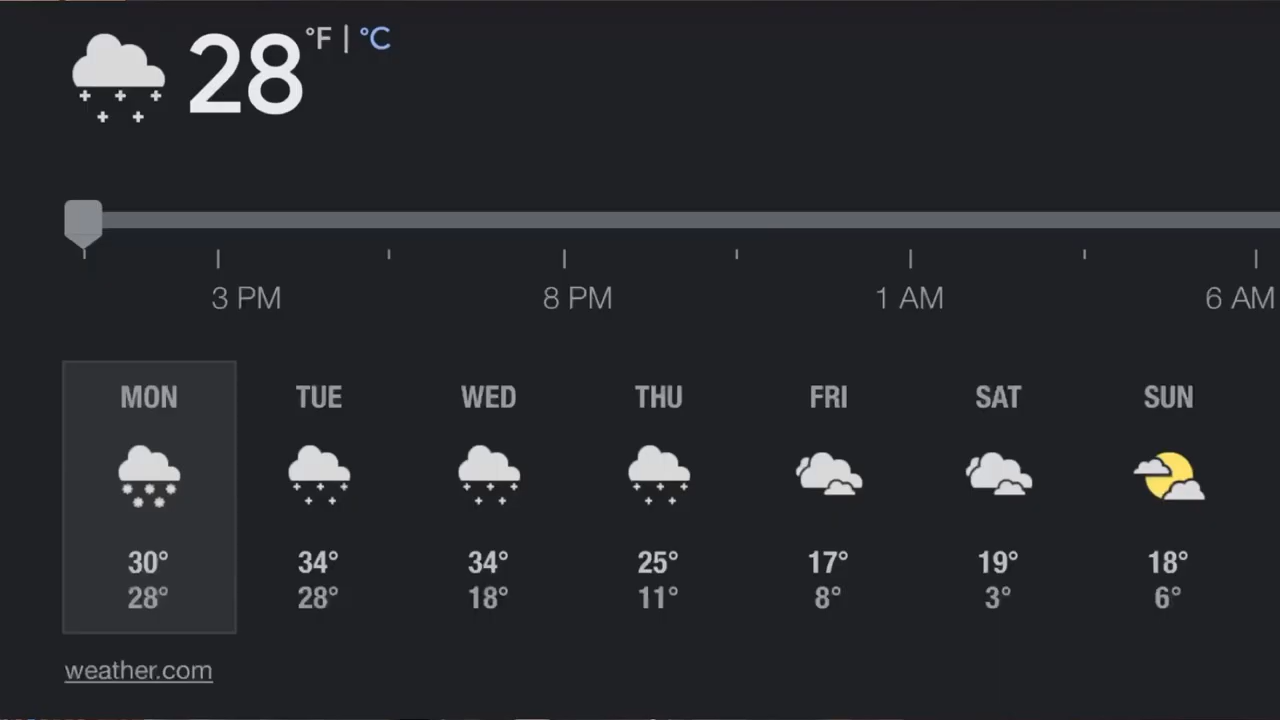 28 °F | °C
3 PM 8 PM 1 AM 6 AM
MON TUE WED THU FRI SAT SUN
30° 34° 34° 25° 17° 19° 18°
28° 28° 18° 11° 8° 3° 6°
weather.com